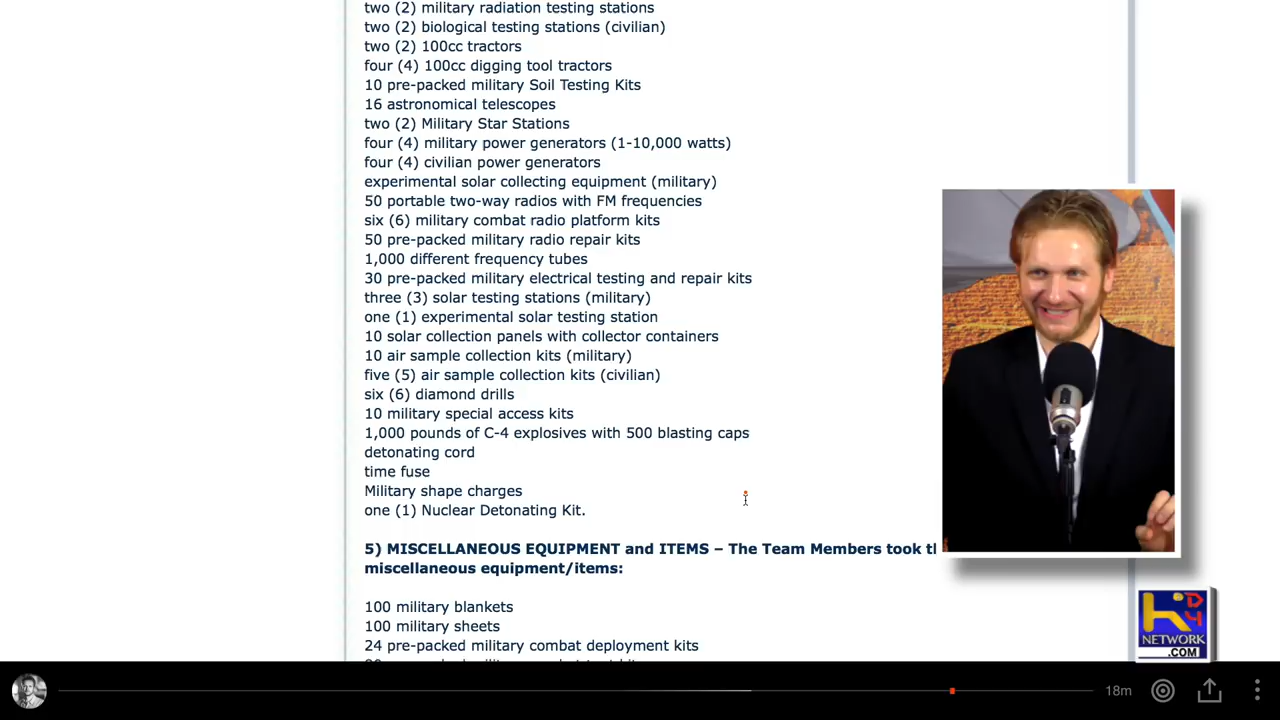 two (2) military radiation testing stations
two (2) biological testing stations (civilian)
two (2) 100cc tractors
four (4) 100cc digging tool tractors
10 pre-packed military Soil Testing Kits
16 astronomical telescopes
two (2) Military Star Stations
four (4) military power generators (1-10,000 watts)
four (4) civilian power generators
experimental solar collecting equipment (military)
50 portable two-way radios with FM frequencies
six (6) military combat radio platform kits
50 pre-packed military radio repair kits
1,000 different frequency tubes
30 pre-packed military electrical testing and repair kits
three (3) solar testing stations (military)
one (1) experimental solar testing station
10 solar collection panels with collector containers
10 air sample collection kits (military)
five (5) air sample collection kits (civilian)
six (6) diamond drills
10 military special access kits
1,000 pounds of C-4 explosives with 500 blasting caps
detonating cord
time fuse
Military shape charges
one (1) Nuclear Detonating Kit.
5) MISCELLANEOUS EQUIPMENT and ITEMS – The Team Members took
miscellaneous equipment/items:
100 military blankets
100 military sheets
24 pre-packed military combat deployment kits
NETWORK
.COM
18m